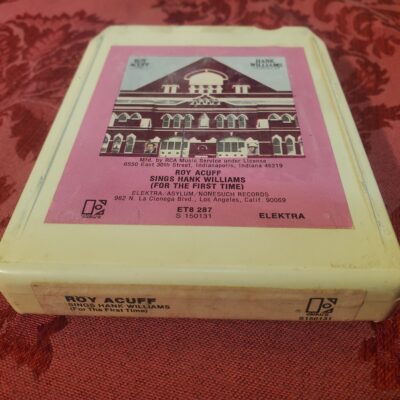 ROY
ACUFF
HANK
WILLIAMS
Mfd. by RCA Music Service under License
6550 East 30th Street, Indianapolis, Indiana 46219
ROY ACUFF
SINGS HANK WILLIAMS
(FOR THE FIRST TIME)
ELEKTRA/ASYLUM/NONESUCH RECORDS
962 N. La Cienega Blvd., Los Angeles, Calif. 90069
ET8 287
S 150131
ELEKTRA
ROY ACUFF
SINGS HANK WILLIAMS
(For The First Time)
S150131